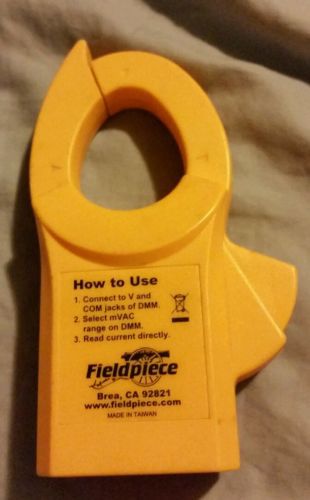 How to Use
1. Connect to V and
COM jacks of DMM.
2. Select mVAC
range on DMM.
3. Read current directly.
Fieldpiece
Brea, CA 92821
www.fieldpiece.com
MADE IN TAIWAN